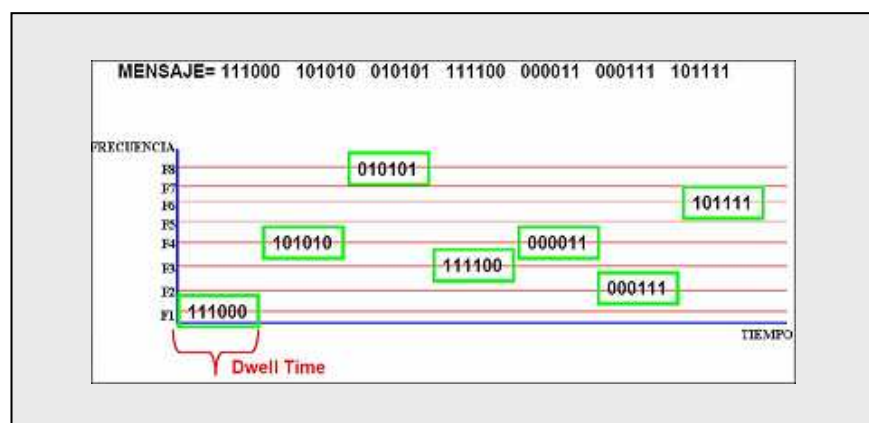 MENSAJE= 111000 101010 010101 111100 000011 000111 101111
FRECUENCIA
F8
010101
F7
F6
101111
F5
F4
101010
000011
F3
111100
F2
000111
F1
111000
TIEMPO
Dwell Time